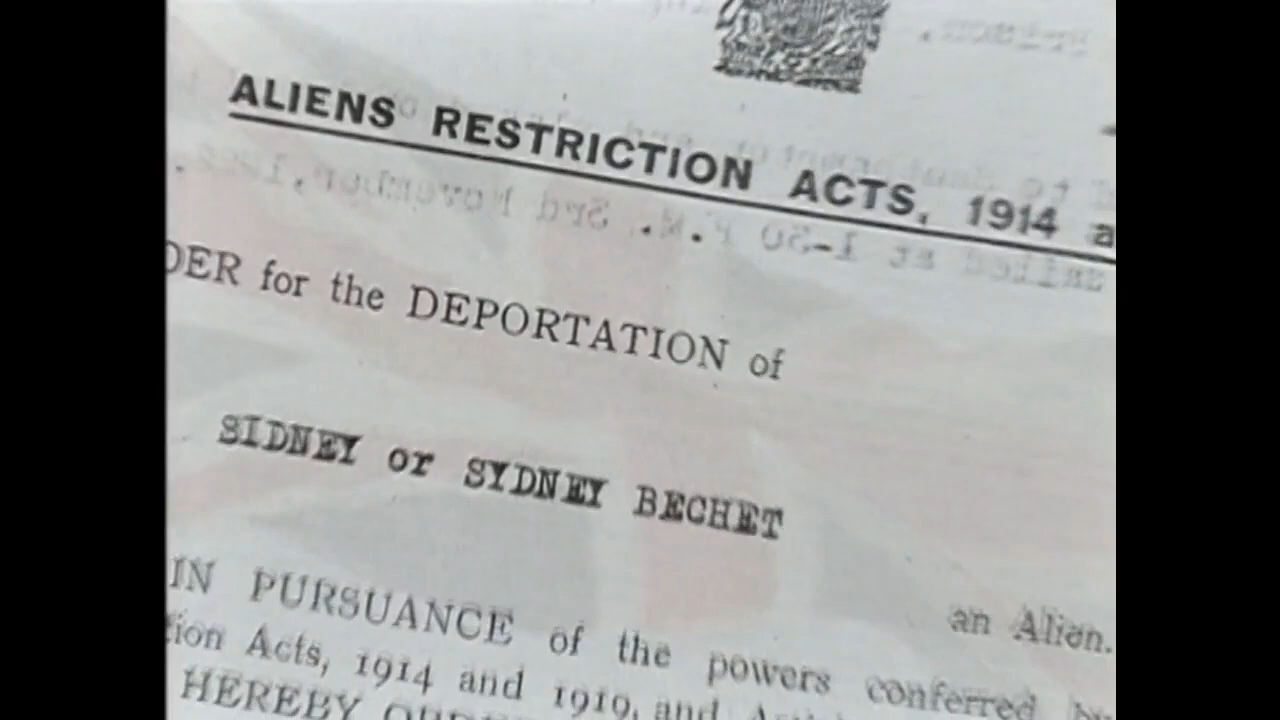 ALIENS RESTRICTION ACTS, 1914 a
DER for the DEPORTATION of
SIDNEY or SYDNEY BECHET
an Alien.
IN PURSUANCE of the powers conferred by
tion Acts, 1914 and 1919, and
HEREBY